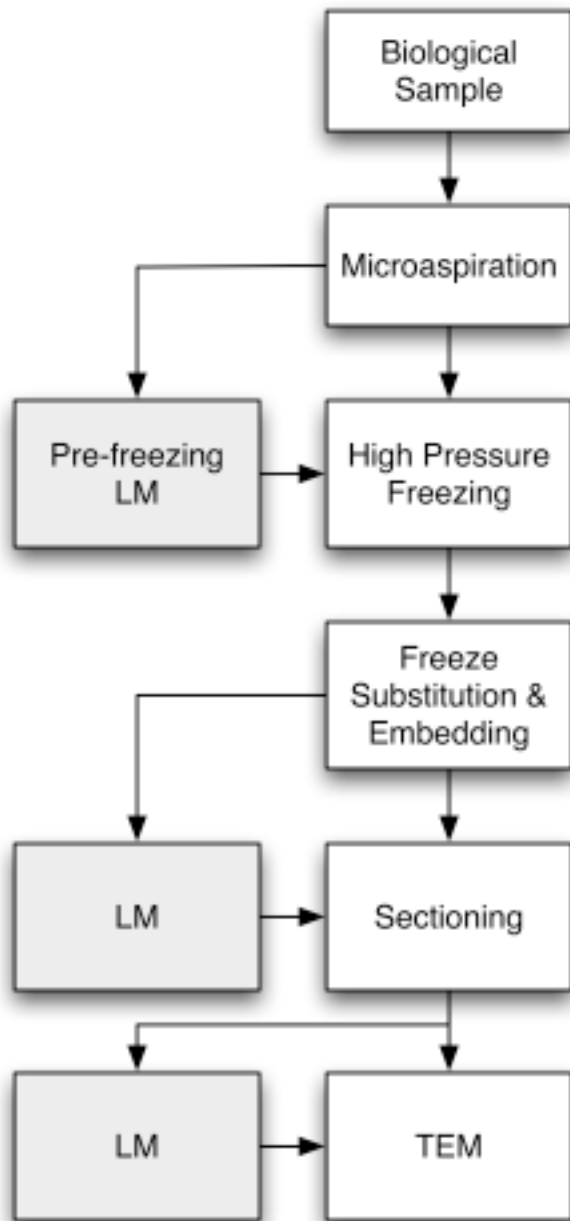 Biological
Sample
Microaspiration
Pre-freezing
LM
High Pressure
Freezing
Freeze
Substitution &
Embedding
LM
Sectioning
LM
TEM